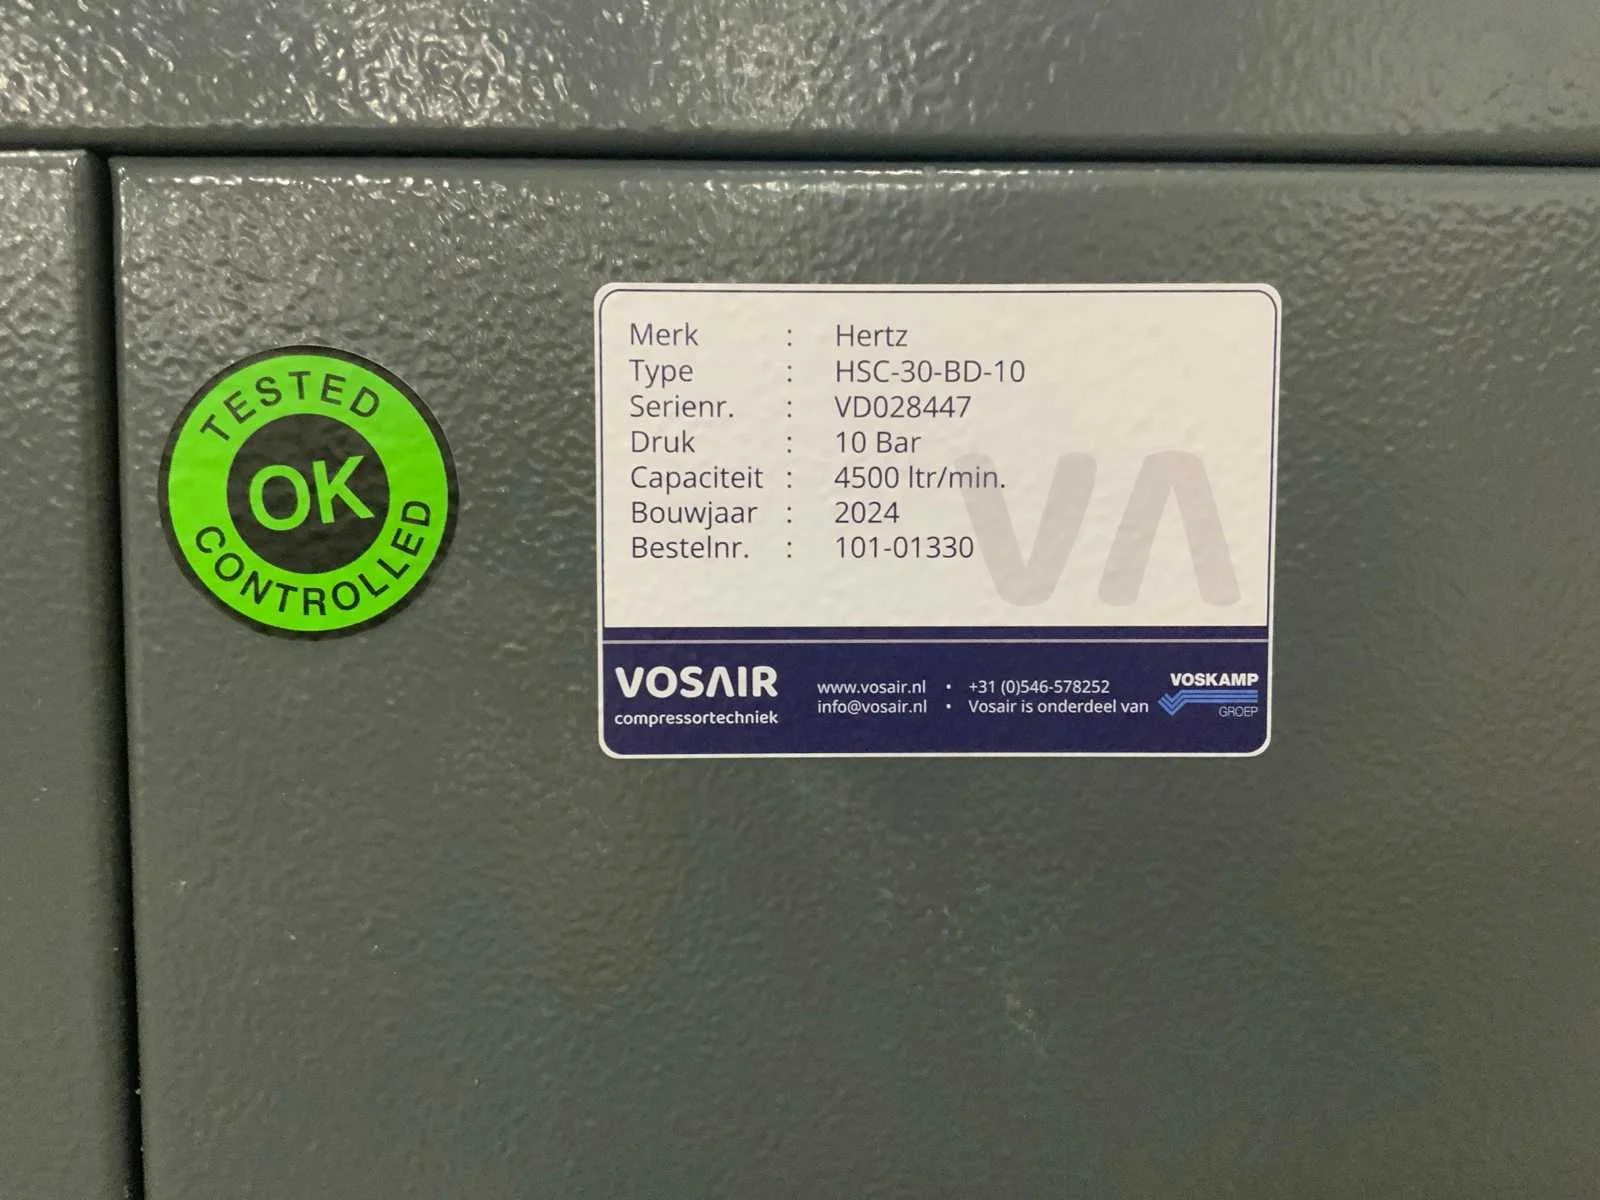 TESTED
OK
CONTROLLED
Merk : Hertz
Type : HSC-30-BD-10
Serienr. : VD028447
Druk : 10 Bar
Capaciteit : 4500 ltr/min.
Bouwjaar : 2024
Bestelnr. : 101-01330
VA
VOSAIR
compressortechniek
www.vosair.nl • +31 (0)546-578252
info@vosair.nl • Vosair is onderdeel van
VOSKAMP
GROEP